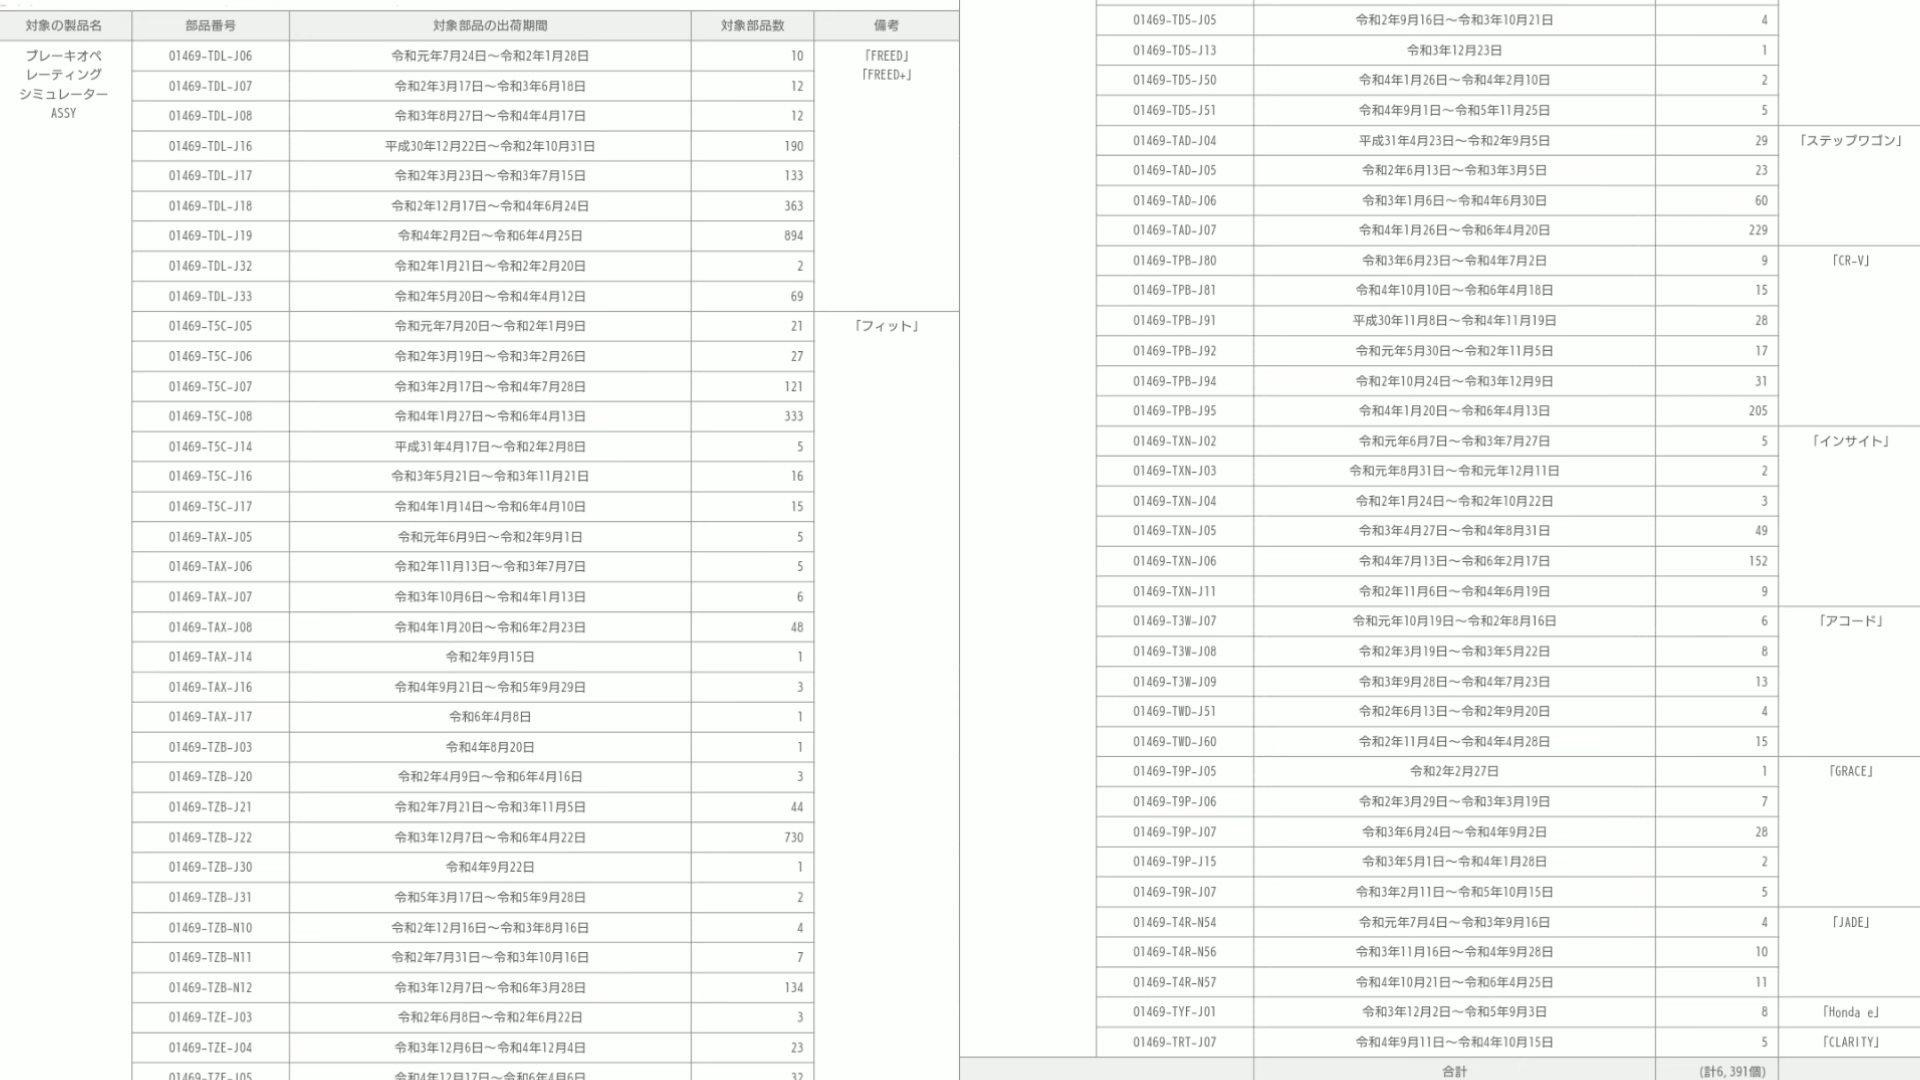 対象の製品名 部品番号 対象部品の出荷期間 対象部品数 備考
ブレーキオペレーティングシミュレーターASSY 01469-TDL-J06 令和元年7月24日～令和2年1月28日 10 「FREED」「FREED+」
01469-TDL-J07 令和2年3月17日～令和3年6月18日 12
01469-TDL-J08 令和3年8月27日～令和4年4月17日 12
01469-TDL-J16 平成30年12月22日～令和2年10月31日 190
01469-TDL-J17 令和2年3月23日～令和3年7月15日 133
01469-TDL-J18 令和2年12月17日～令和4年6月24日 363
01469-TDL-J19 令和4年2月2日～令和6年4月25日 894
01469-TDL-J32 令和2年1月21日～令和2年2月20日 2
01469-TDL-J33 令和2年5月20日～令和4年4月12日 69
01469-T5C-J05 令和元年7月20日～令和2年1月9日 21 「フィット」
01469-T5C-J06 令和2年3月19日～令和3年2月26日 27
01469-T5C-J07 令和3年2月17日～令和4年7月28日 121
01469-T5C-J08 令和4年1月27日～令和6年4月13日 333
01469-T5C-J14 平成31年4月17日～令和2年2月8日 5
01469-T5C-J16 令和3年5月21日～令和3年11月21日 16
01469-T5C-J17 令和4年1月14日～令和6年4月10日 15
01469-TAX-J05 令和元年6月9日～令和2年9月1日 5
01469-TAX-J06 令和2年11月13日～令和3年7月7日 5
01469-TAX-J07 令和3年10月6日～令和4年1月13日 6
01469-TAX-J08 令和4年1月20日～令和6年2月23日 48
01469-TAX-J14 令和2年9月15日 1
01469-TAX-J16 令和4年9月21日～令和5年9月29日 3
01469-TAX-J17 令和6年4月8日 1
01469-TZB-J03 令和4年8月20日 1
01469-TZB-J20 令和2年4月9日～令和6年4月16日 3
01469-TZB-J21 令和2年7月21日～令和3年11月5日 44
01469-TZB-J22 令和3年12月7日～令和6年4月22日 730
01469-TZB-J30 令和4年9月22日 1
01469-TZB-J31 令和5年3月17日～令和5年9月28日 2
01469-TZB-N10 令和2年12月16日～令和3年8月16日 4
01469-TZB-N11 令和2年7月31日～令和3年10月16日 7
01469-TZB-N12 令和3年12月7日～令和6年3月28日 134
01469-TZE-J03 令和2年6月8日～令和2年6月22日 3
01469-TZE-J04 令和3年12月6日～令和4年12月4日 23
01469-TZE-J05 令和4年12月17日～令和6年4月6日 32
01469-TD5-J05 令和2年9月16日～令和3年10月21日 4
01469-TD5-J13 令和3年12月23日 1
01469-TD5-J50 令和4年1月26日～令和4年2月10日 2
01469-TD5-J51 令和4年9月1日～令和5年11月25日 5
01469-TAD-J04 平成31年4月23日～令和2年9月5日 29 「ステップワゴン」
01469-TAD-J05 令和2年6月13日～令和3年3月5日 23
01469-TAD-J06 令和3年1月6日～令和4年6月30日 60
01469-TAD-J07 令和4年1月26日～令和6年4月20日 229
01469-TPB-J80 令和3年6月23日～令和4年7月2日 9 「CR-V」
01469-TPB-J81 令和4年10月10日～令和6年4月18日 15
01469-TPB-J91 平成30年11月8日～令和4年11月19日 28
01469-TPB-J92 令和元年5月30日～令和2年11月5日 17
01469-TPB-J94 令和2年10月24日～令和3年12月9日 31
01469-TPB-J95 令和4年1月20日～令和6年4月13日 205
01469-TXN-J02 令和元年6月7日～令和3年7月27日 5 「インサイト」
01469-TXN-J03 令和元年8月31日～令和元年12月11日 2
01469-TXN-J04 令和2年1月24日～令和2年10月22日 3
01469-TXN-J05 令和3年4月27日～令和4年8月31日 49
01469-TXN-J06 令和4年7月13日～令和6年2月17日 152
01469-TXN-J11 令和2年11月6日～令和4年6月19日 9
01469-T3W-J07 令和元年10月19日～令和2年8月16日 6 「アコード」
01469-T3W-J08 令和2年3月19日～令和3年5月22日 8
01469-T3W-J09 令和3年9月28日～令和4年7月23日 13
01469-TWD-J51 令和2年6月13日～令和2年9月20日 4
01469-TWD-J60 令和2年11月4日～令和4年4月28日 15
01469-T9P-J05 令和2年2月27日 1 「GRACE」
01469-T9P-J06 令和2年3月29日～令和3年3月19日 7
01469-T9P-J07 令和3年6月24日～令和4年9月2日 28
01469-T9P-J15 令和3年5月1日～令和4年1月28日 2
01469-T9R-J07 令和3年2月11日～令和5年10月15日 5
01469-T4R-N54 令和元年7月4日～令和3年9月16日 4 「JADE」
01469-T4R-N56 令和3年11月16日～令和4年9月28日 10
01469-T4R-N57 令和4年10月21日～令和6年4月25日 11
01469-TYF-J01 令和3年12月2日～令和5年9月3日 8 「Honda e」
01469-TRT-J07 令和4年9月11日～令和4年10月15日 5 「CLARITY」
合計 (計6,391個)